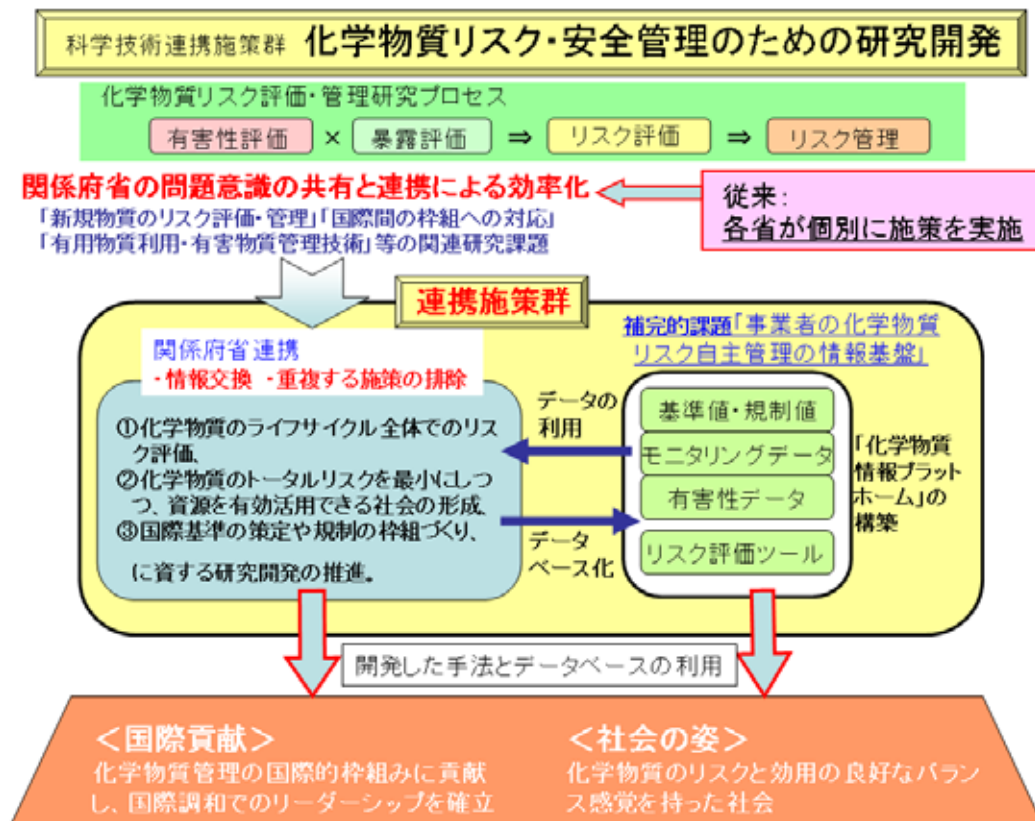 科学技術連携施策群 化学物質リスク・安全管理のための研究開発
化学物質リスク評価・管理研究プロセス
有害性評価 × 暴露評価 ⇒ リスク評価 ⇒ リスク管理
関係府省の問題意識の共有と連携による効率化
「新規物質のリスク評価・管理」「国際間の枠組への対応」
「有用物質利用・有害物質管理技術」等の関連研究課題
従来：
各省が個別に施策を実施
連携施策群
関係府省連携
・情報交換 ・重複する施策の排除
①化学物質のライフサイクル全体でのリス
ク評価、
②化学物質のトータルリスクを最小にしつ
つ、資源を有効活用できる社会の形成、
③国際基準の策定や規制の枠組づくり、
に資する研究開発の推進。
データの
利用
データ
ベース化
補完的課題「事業者の化学物質
リスク自主管理の情報基盤」
基準値・規制値
モニタリングデータ
有害性データ
リスク評価ツール
「化学物質
情報プラット
ホーム」の
構築
開発した手法とデータベースの利用
＜国際貢献＞
化学物質管理の国際的枠組みに貢献
し、国際調和でのリーダーシップを確立
＜社会の姿＞
化学物質のリスクと効用の良好なバラン
ス感覚を持った社会